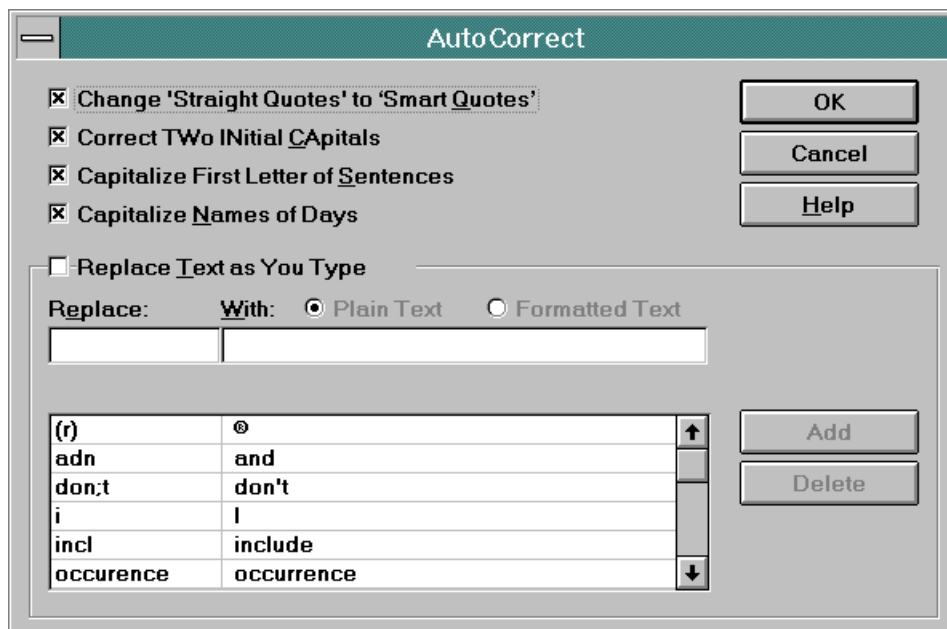 AutoCorrect
Change 'Straight Quotes' to ‘Smart Quotes’
OK
Correct TWo INitial CApitals
Cancel
Capitalize First Letter of Sentences
Help
Capitalize Names of Days
Replace Text as You Type
Replace: With: Plain Text Formatted Text
(r) ®
Add
adn and
don;t don't
Delete
i I
incl include
occurence occurrence